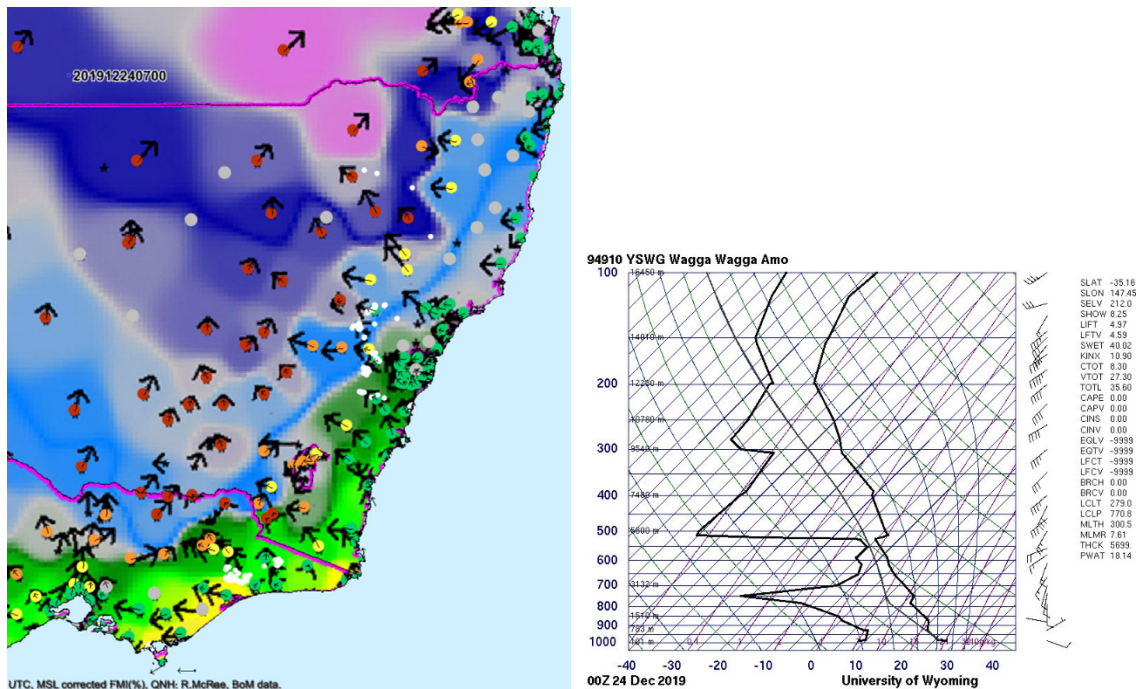 201912240700
UTC, MSL corrected FMI(%), QNH: R.McRae, BoM data.
94910 YSWG Wagga Wagga Amo
100
200
300
400
500
600
700
800
900
1000
16450 m
14010 m
12250 m
10780 m
9540 m
7460 m
3132 m
1510 m
783 m
-40 -30 -20 -10 0 10 20 30 40
00Z 24 Dec 2019 University of Wyoming
SLAT -35.16
SLON 147.45
SELV 212.0
SHOW 8.25
LIFT 4.97
LFTV 4.59
SWET 40.02
KINX 10.90
CTOT 8.30
VTOT 27.30
TOTL 35.60
CAPE 0.00
CAPV 0.00
CINS 0.00
CINV 0.00
EQLV -9999
EQTV -9999
LFCT -9999
LFCV -9999
BRCH 0.00
BRCV 0.00
LCLT 279.0
LCLP 770.8
MLTH 300.5
MLMR 7.61
THCK 5699.
PWAT 18.14